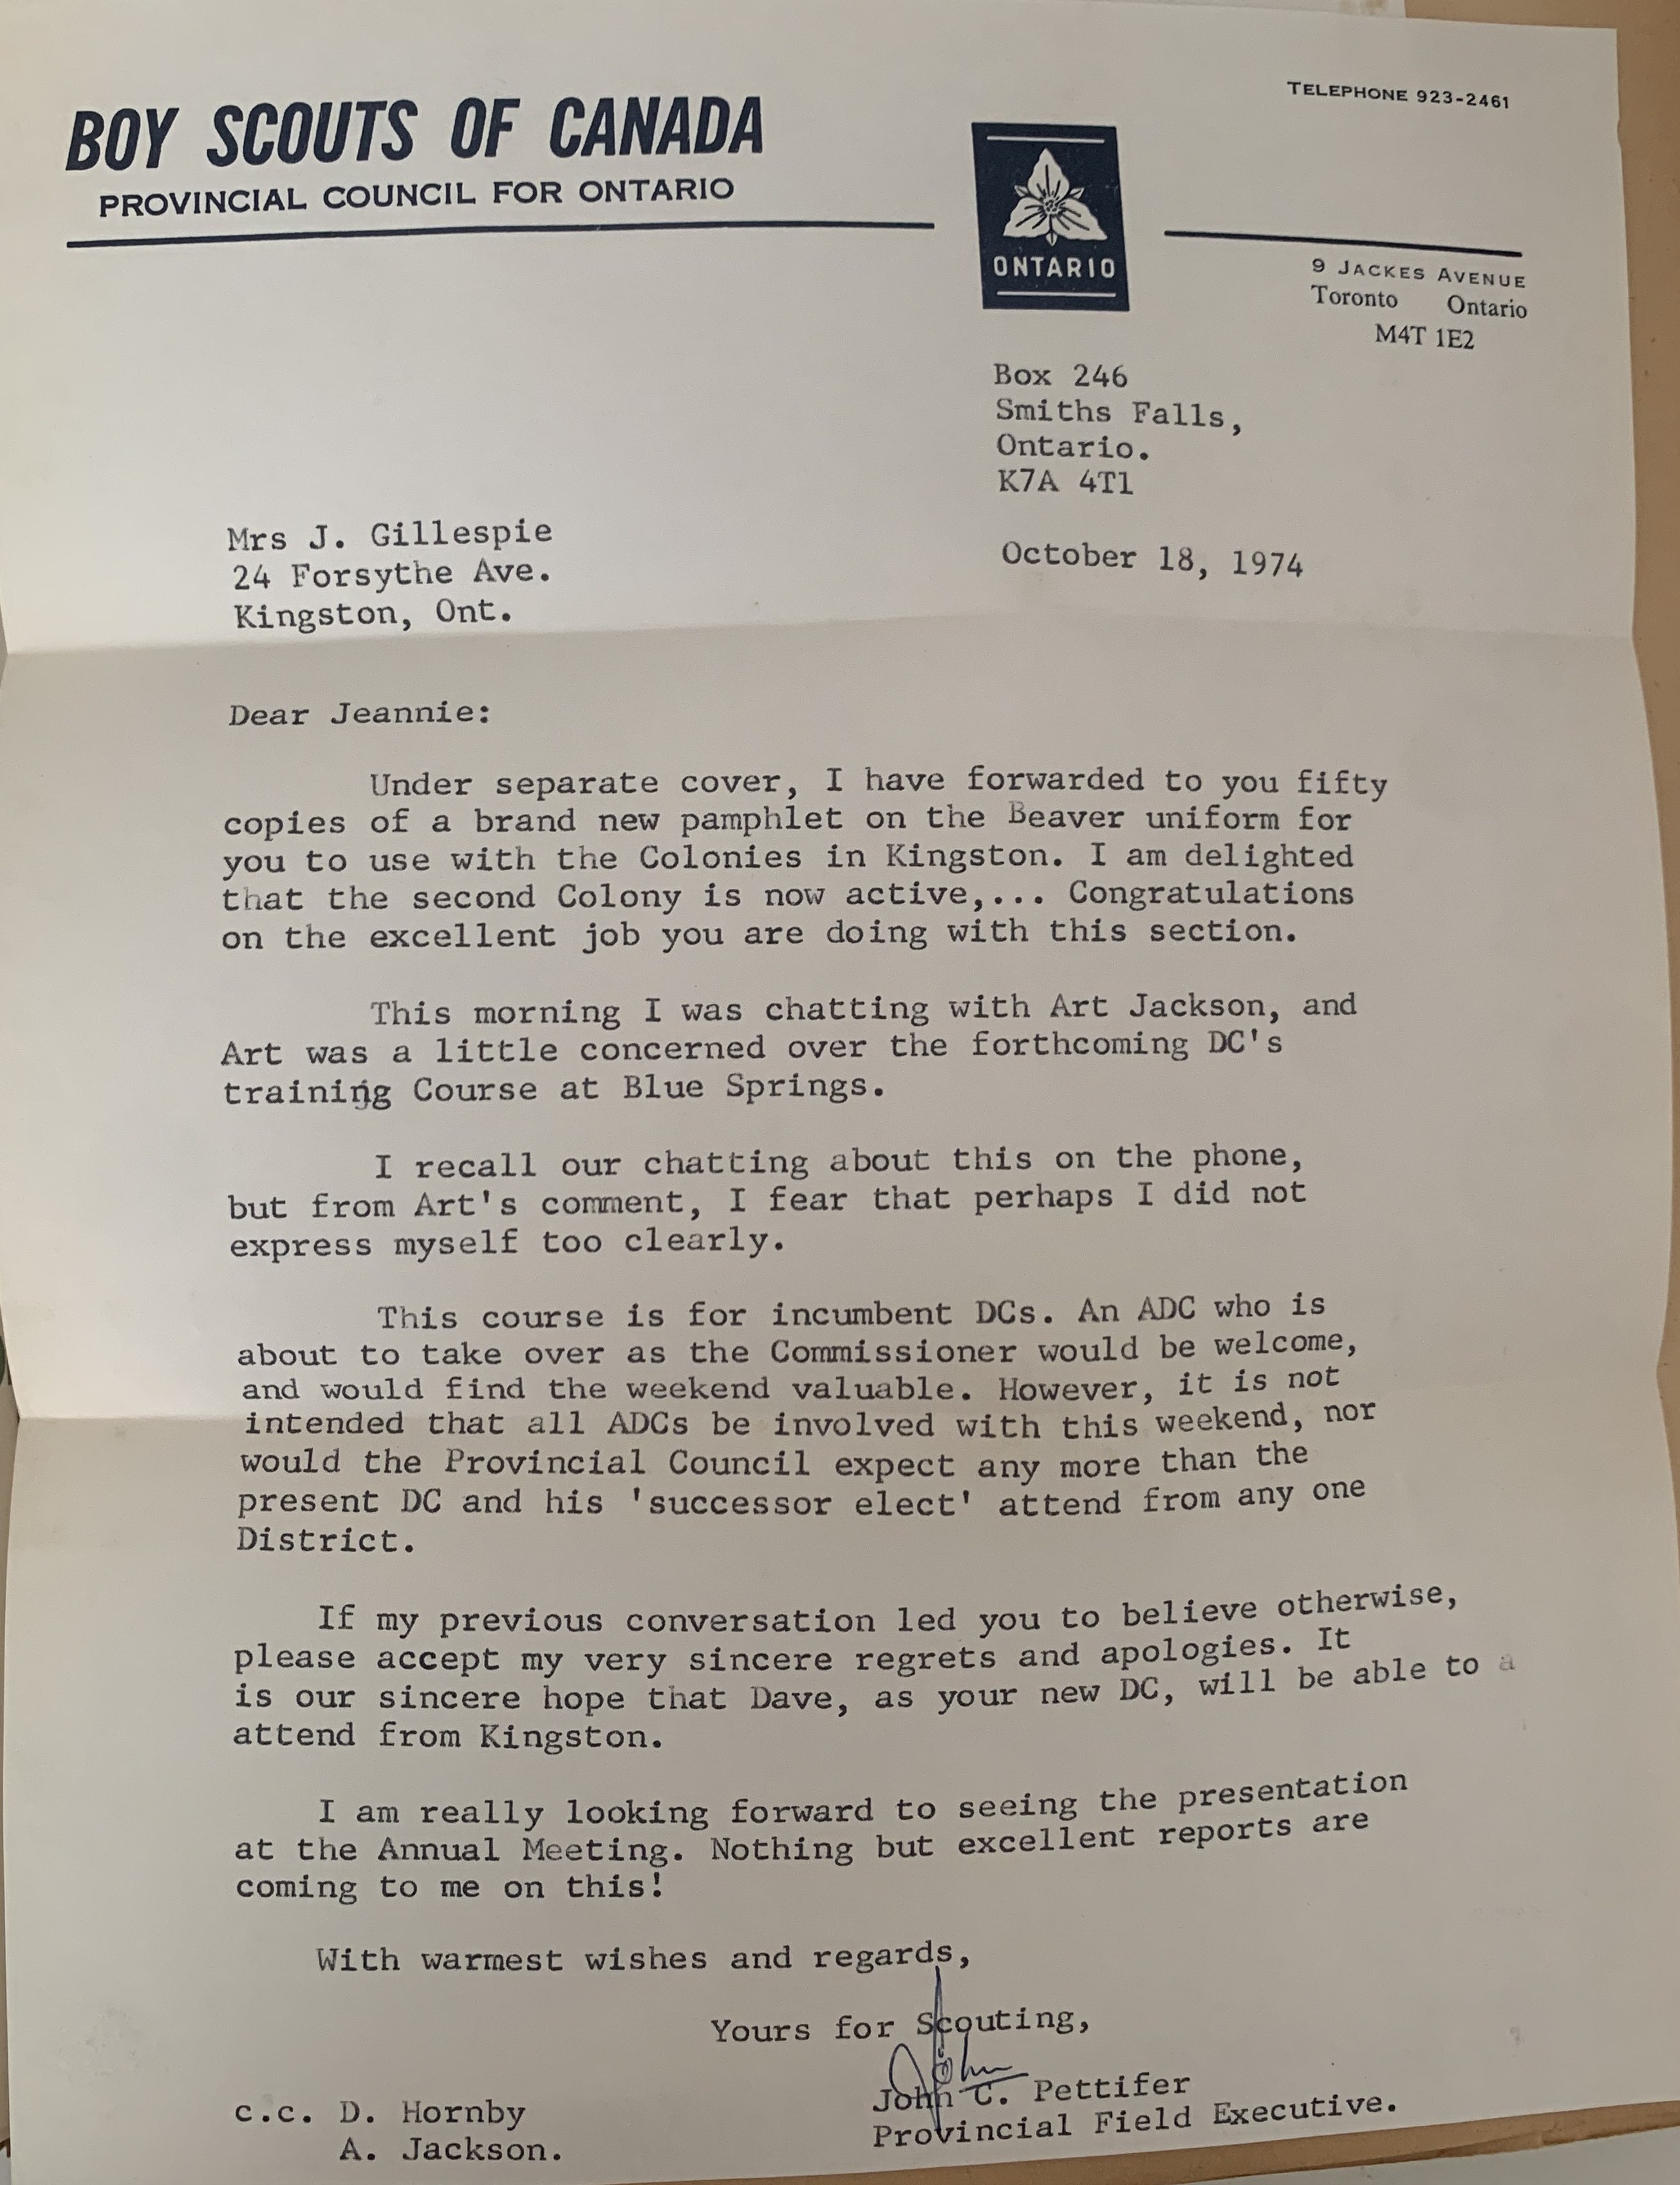 TELEPHONE 923-2461
BOY SCOUTS OF CANADA
PROVINCIAL COUNCIL FOR ONTARIO
ONTARIO
9 JACKES AVENUE
Toronto Ontario
M4T 1E2
Box 246
Smiths Falls,
Ontario.
K7A 4T1
October 18, 1974
Mrs J. Gillespie
24 Forsythe Ave.
Kingston, Ont.
Dear Jeannie:
Under separate cover, I have forwarded to you fifty
copies of a brand new pamphlet on the Beaver uniform for
you to use with the Colonies in Kingston. I am delighted
that the second Colony is now active,... Congratulations
on the excellent job you are doing with this section.
This morning I was chatting with Art Jackson, and
Art was a little concerned over the forthcoming DC's
training Course at Blue Springs.
I recall our chatting about this on the phone,
but from Art's comment, I fear that perhaps I did not
express myself too clearly.
This course is for incumbent DCs. An ADC who is
about to take over as the Commissioner would be welcome,
and would find the weekend valuable. However, it is not
intended that all ADCs be involved with this weekend, nor
would the Provincial Council expect any more than the
present DC and his 'successor elect' attend from any one
District.
If my previous conversation led you to believe otherwise,
please accept my very sincere regrets and apologies. It
is our sincere hope that Dave, as your new DC, will be able to a
attend from Kingston.
I am really looking forward to seeing the presentation
at the Annual Meeting. Nothing but excellent reports are
coming to me on this!
With warmest wishes and regards,
Yours for Scouting,
John
John C. Pettifer
Provincial Field Executive.
c.c. D. Hornby
A. Jackson.